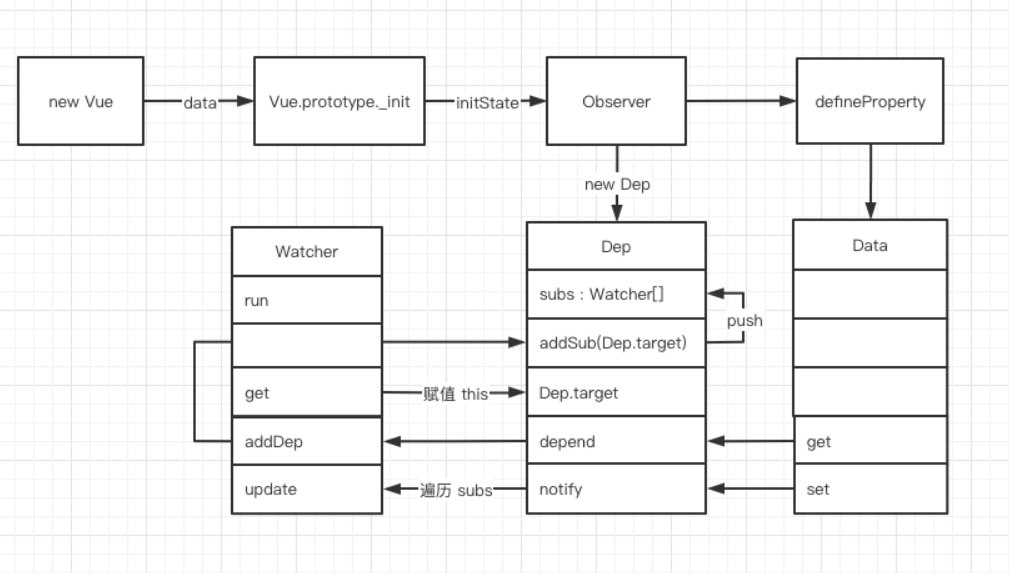 new Vue
data
Vue.prototype._init
initState
Observer
defineProperty
new Dep
Watcher
run
get
addDep
update
赋值 this
遍历 subs
Dep
subs : Watcher[]
addSub(Dep.target)
push
Dep.target
depend
notify
Data
get
set